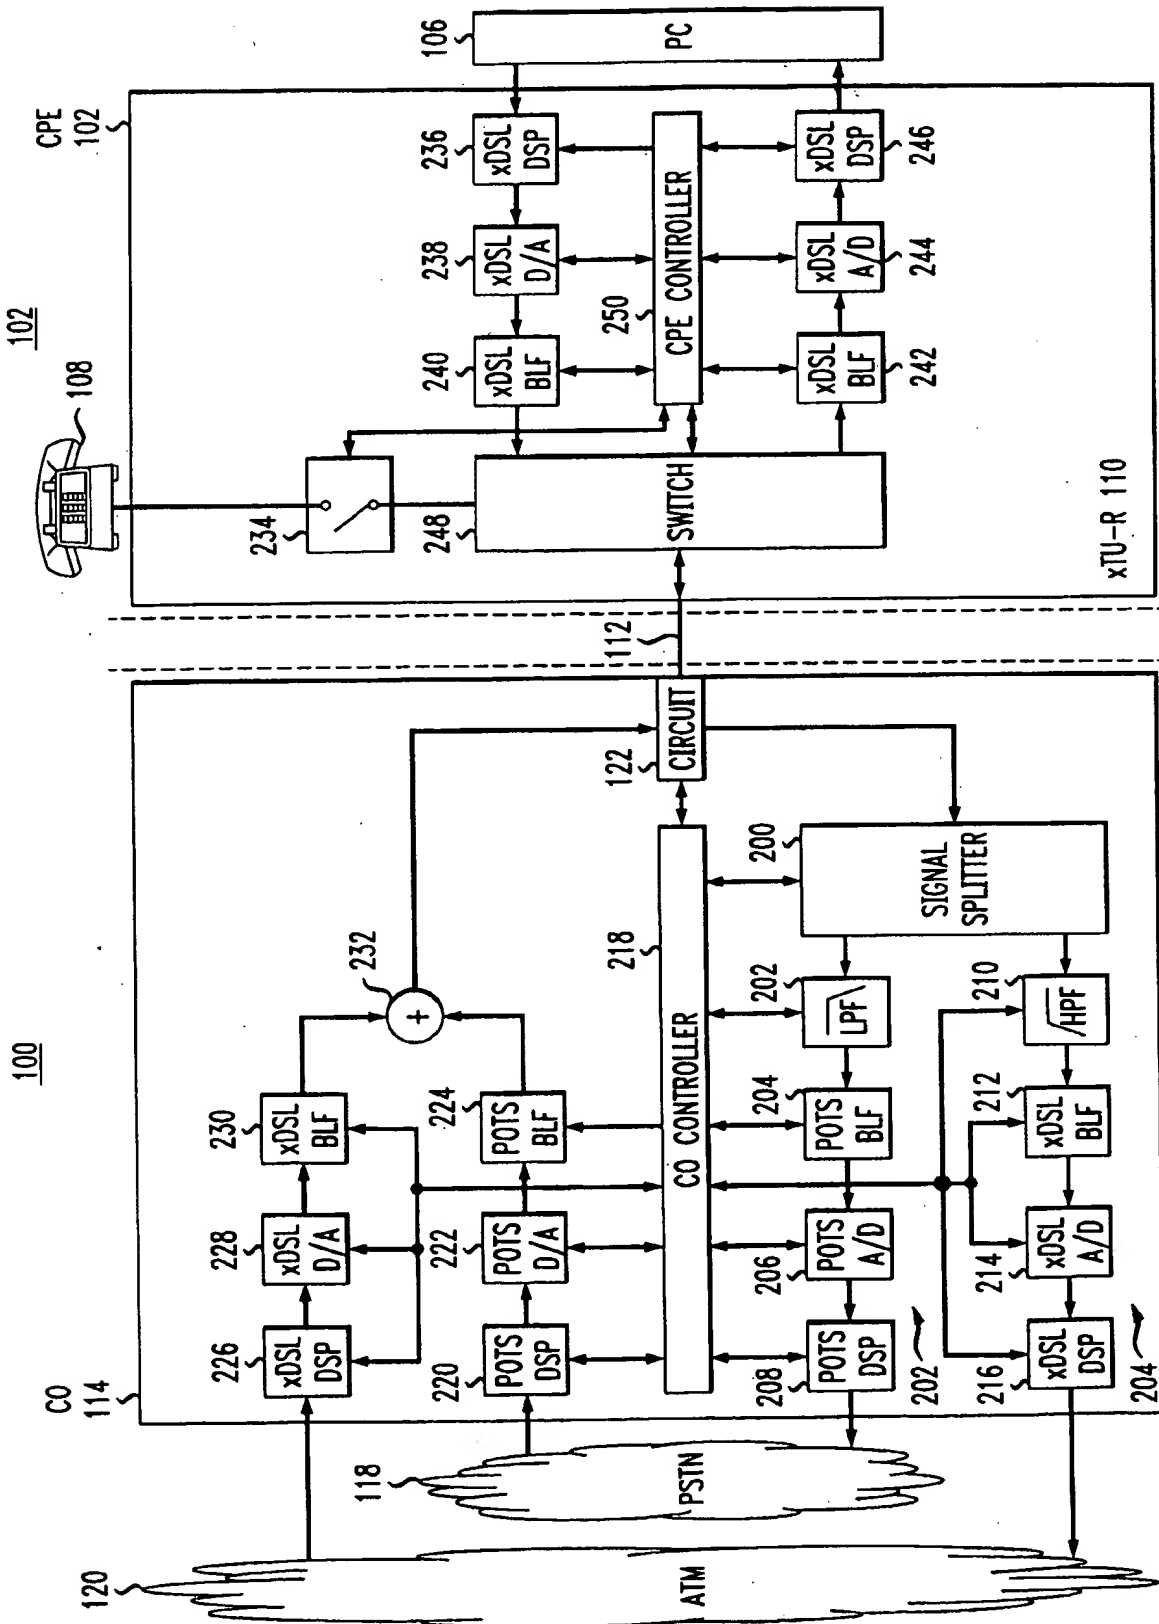 100
102
CO
114
226
xDSL
DSP
228
xDSL
D/A
230
xDSL
BLF
232
+
220
POTS
DSP
222
POTS
D/A
224
POTS
BLF
218
CO CONTROLLER
122
CIRCUIT
112
208
POTS
DSP
206
POTS
A/D
204
POTS
BLF
202
LPF
200
SIGNAL
SPLITTER
202
216
xDSL
DSP
214
xDSL
A/D
212
xDSL
BLF
210
HPF
204
120
ATM
118
PSTN
108
CPE
102
234
248
SWITCH
240
xDSL
BLF
238
xDSL
D/A
236
xDSL
DSP
106
PC
250
CPE CONTROLLER
xDSL
BLF
242
xDSL
A/D
244
xDSL
DSP
246
xTU-R 110